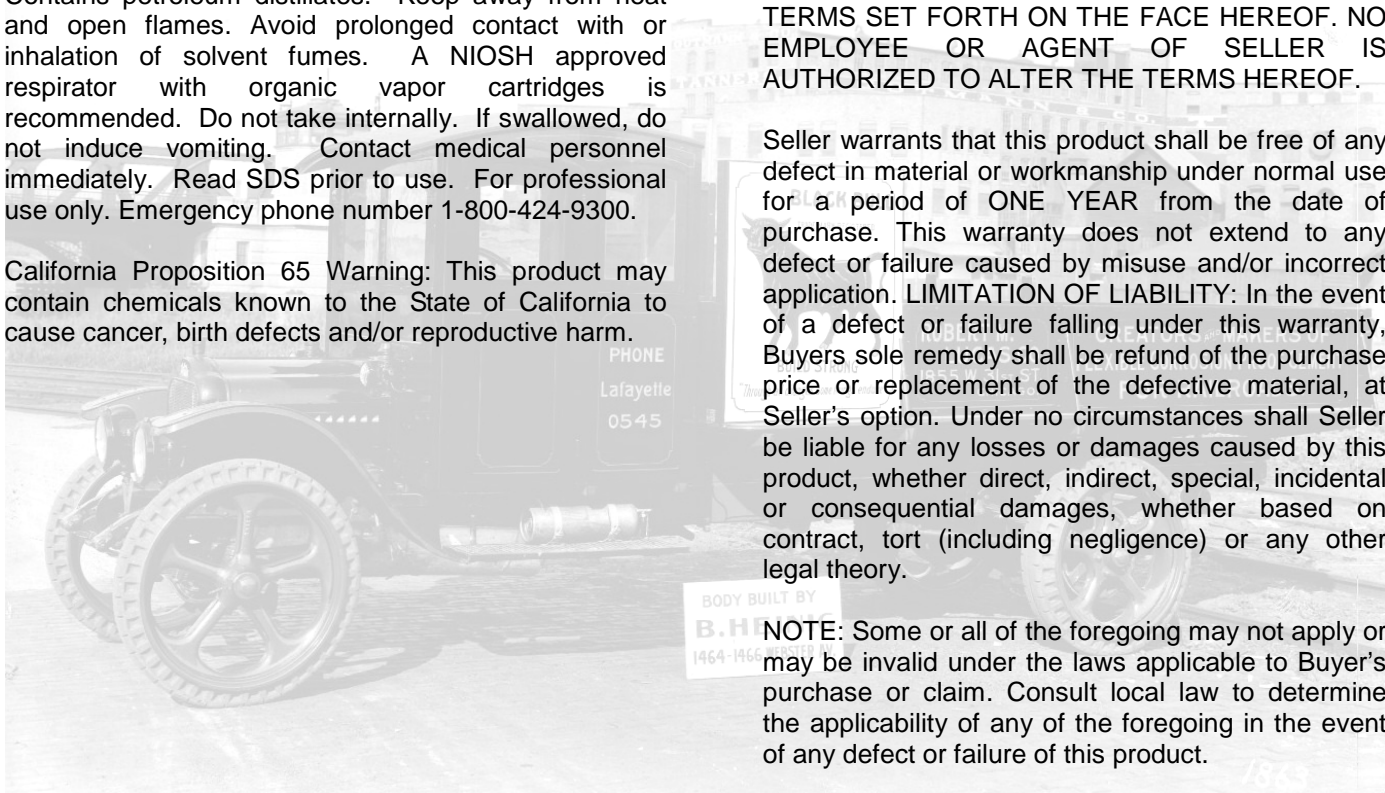 Contains petroleum distillates. Keep away from heat
and open flames. Avoid prolonged contact with or
inhalation of solvent fumes. A NIOSH approved
respirator with organic vapor cartridges is
recommended. Do not take internally. If swallowed, do
not induce vomiting. Contact medical personnel
immediately. Read SDS prior to use. For professional
use only. Emergency phone number 1-800-424-9300.
California Proposition 65 Warning: This product may
contain chemicals known to the State of California to
cause cancer, birth defects and/or reproductive harm.
TERMS SET FORTH ON THE FACE HEREOF. NO
EMPLOYEE OR AGENT OF SELLER IS
AUTHORIZED TO ALTER THE TERMS HEREOF.
Seller warrants that this product shall be free of any
defect in material or workmanship under normal use
for a period of ONE YEAR from the date of
purchase. This warranty does not extend to any
defect or failure caused by misuse and/or incorrect
application. LIMITATION OF LIABILITY: In the event
of a defect or failure falling under this warranty,
Buyers sole remedy shall be refund of the purchase
price or replacement of the defective material, at
Seller's option. Under no circumstances shall Seller
be liable for any losses or damages caused by this
product, whether direct, indirect, special, incidental
or consequential damages, whether based on
contract, tort (including negligence) or any other
legal theory.
NOTE: Some or all of the foregoing may not apply or
may be invalid under the laws applicable to Buyer's
purchase or claim. Consult local law to determine
the applicability of any of the foregoing in the event
of any defect or failure of this product.
PHONE
Lafayette
0545
BLACK
ROBERT M.
1855 W. 31st ST
CREATORS AND MAKERS OF
BODY BUILT BY
1464-1466 WEBSTER AV.
1863